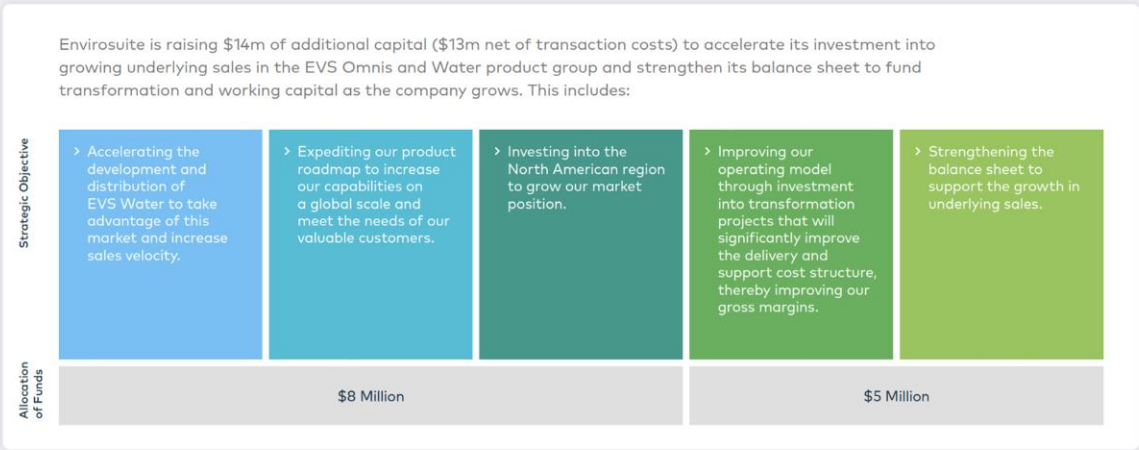 Envirosuite is raising $14m of additional capital ($13m net of transaction costs) to accelerate its investment into
growing underlying sales in the EVS Omnis and Water product group and strengthen its balance sheet to fund
transformation and working capital as the company grows. This includes:
Strategic Objective
> Accelerating the
development and
distribution of
EVS Water to take
advantage of this
market and increase
sales velocity.
> Expediting our product
roadmap to increase
our capabilities on
a global scale and
meet the needs of our
valuable customers.
> Investing into the
North American region
to grow our market
position.
> Improving our
operating model
through investment
into transformation
projects that will
significantly improve
the delivery and
support cost structure,
thereby improving our
gross margins.
> Strengthening the
balance sheet to
support the growth in
underlying sales.
Allocation
of Funds
$8 Million
$5 Million